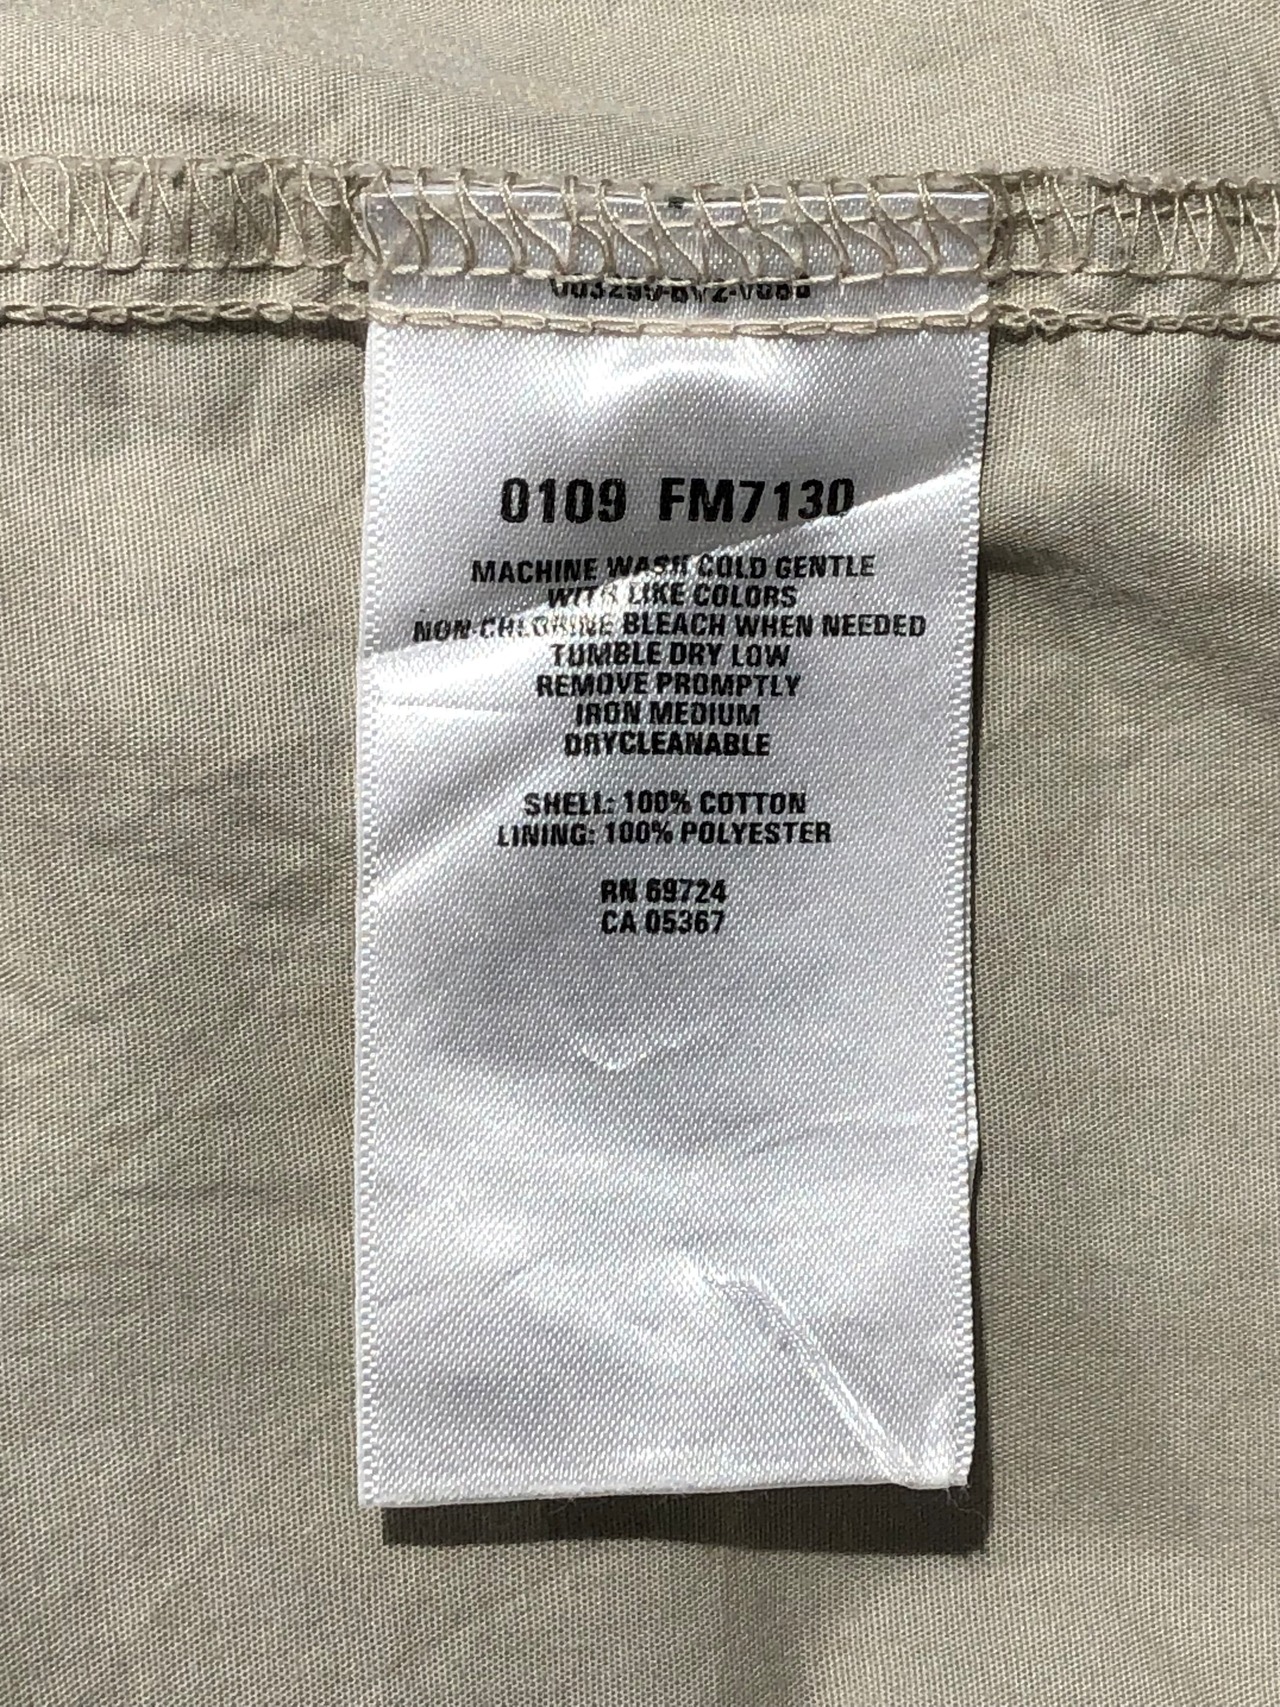 0109 FM7130
MACHINE WASH COLD GENTLE
WITH LIKE COLORS
NON-CHLORINE BLEACH WHEN NEEDED
TUMBLE DRY LOW
REMOVE PROMPTLY
IRON MEDIUM
DRYCLEANABLE
SHELL: 100% COTTON
LINING: 100% POLYESTER
RN 69724
CA 05367